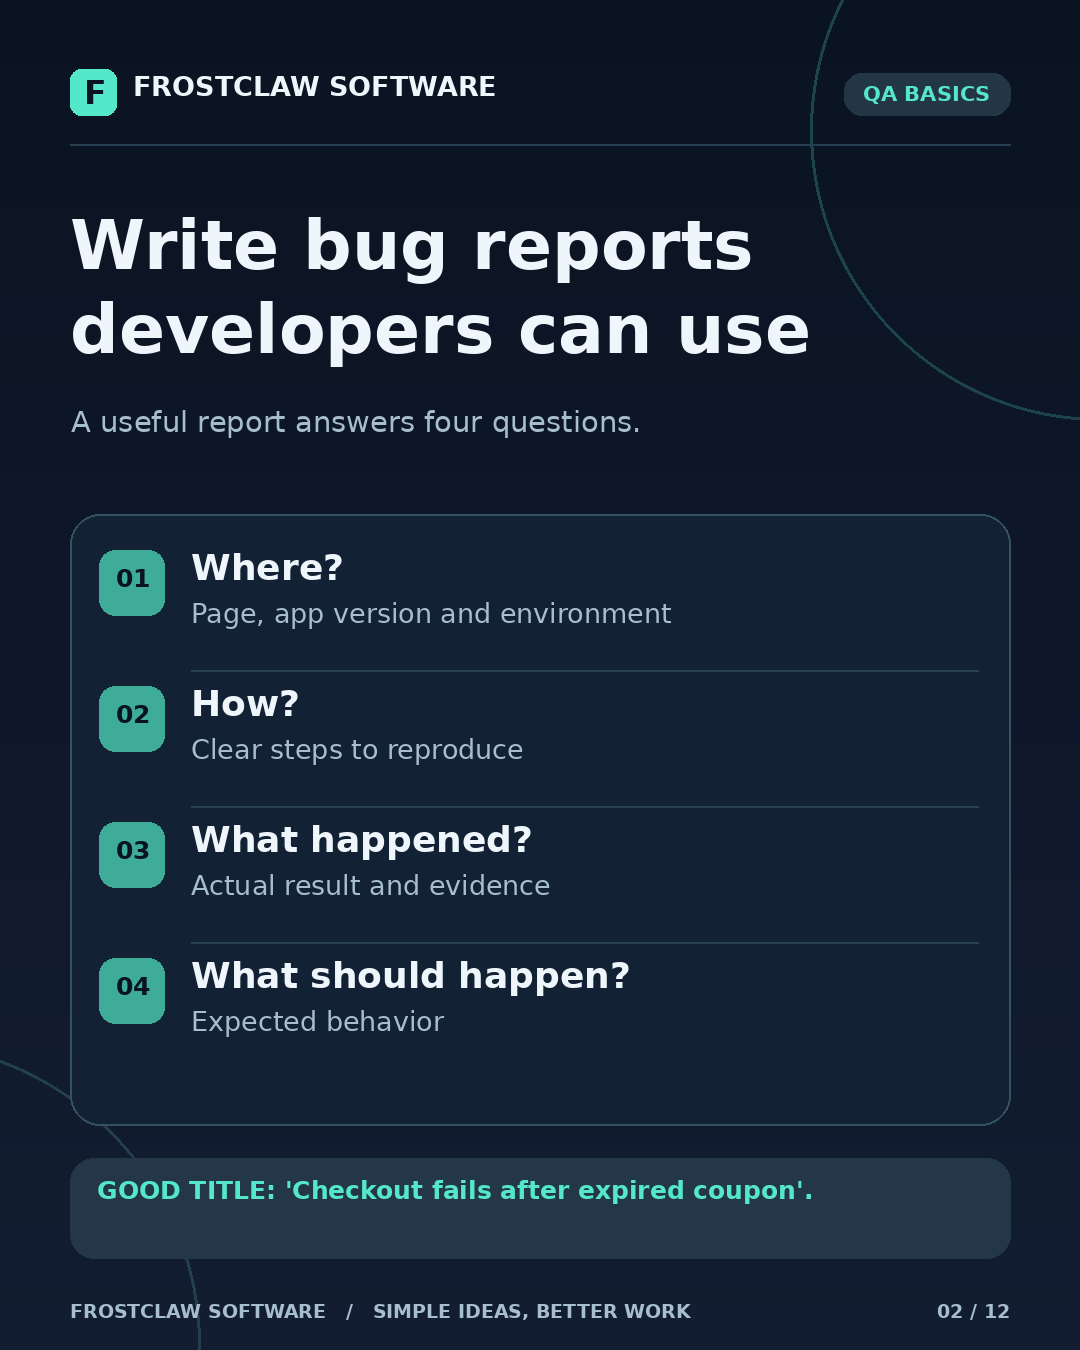 F FROSTCLAW SOFTWARE
QA BASICS
Write bug reports
developers can use
A useful report answers four questions.
01 Where?
Page, app version and environment
02 How?
Clear steps to reproduce
03 What happened?
Actual result and evidence
04 What should happen?
Expected behavior
GOOD TITLE: 'Checkout fails after expired coupon'.
FROSTCLAW SOFTWARE / SIMPLE IDEAS, BETTER WORK
02 / 12